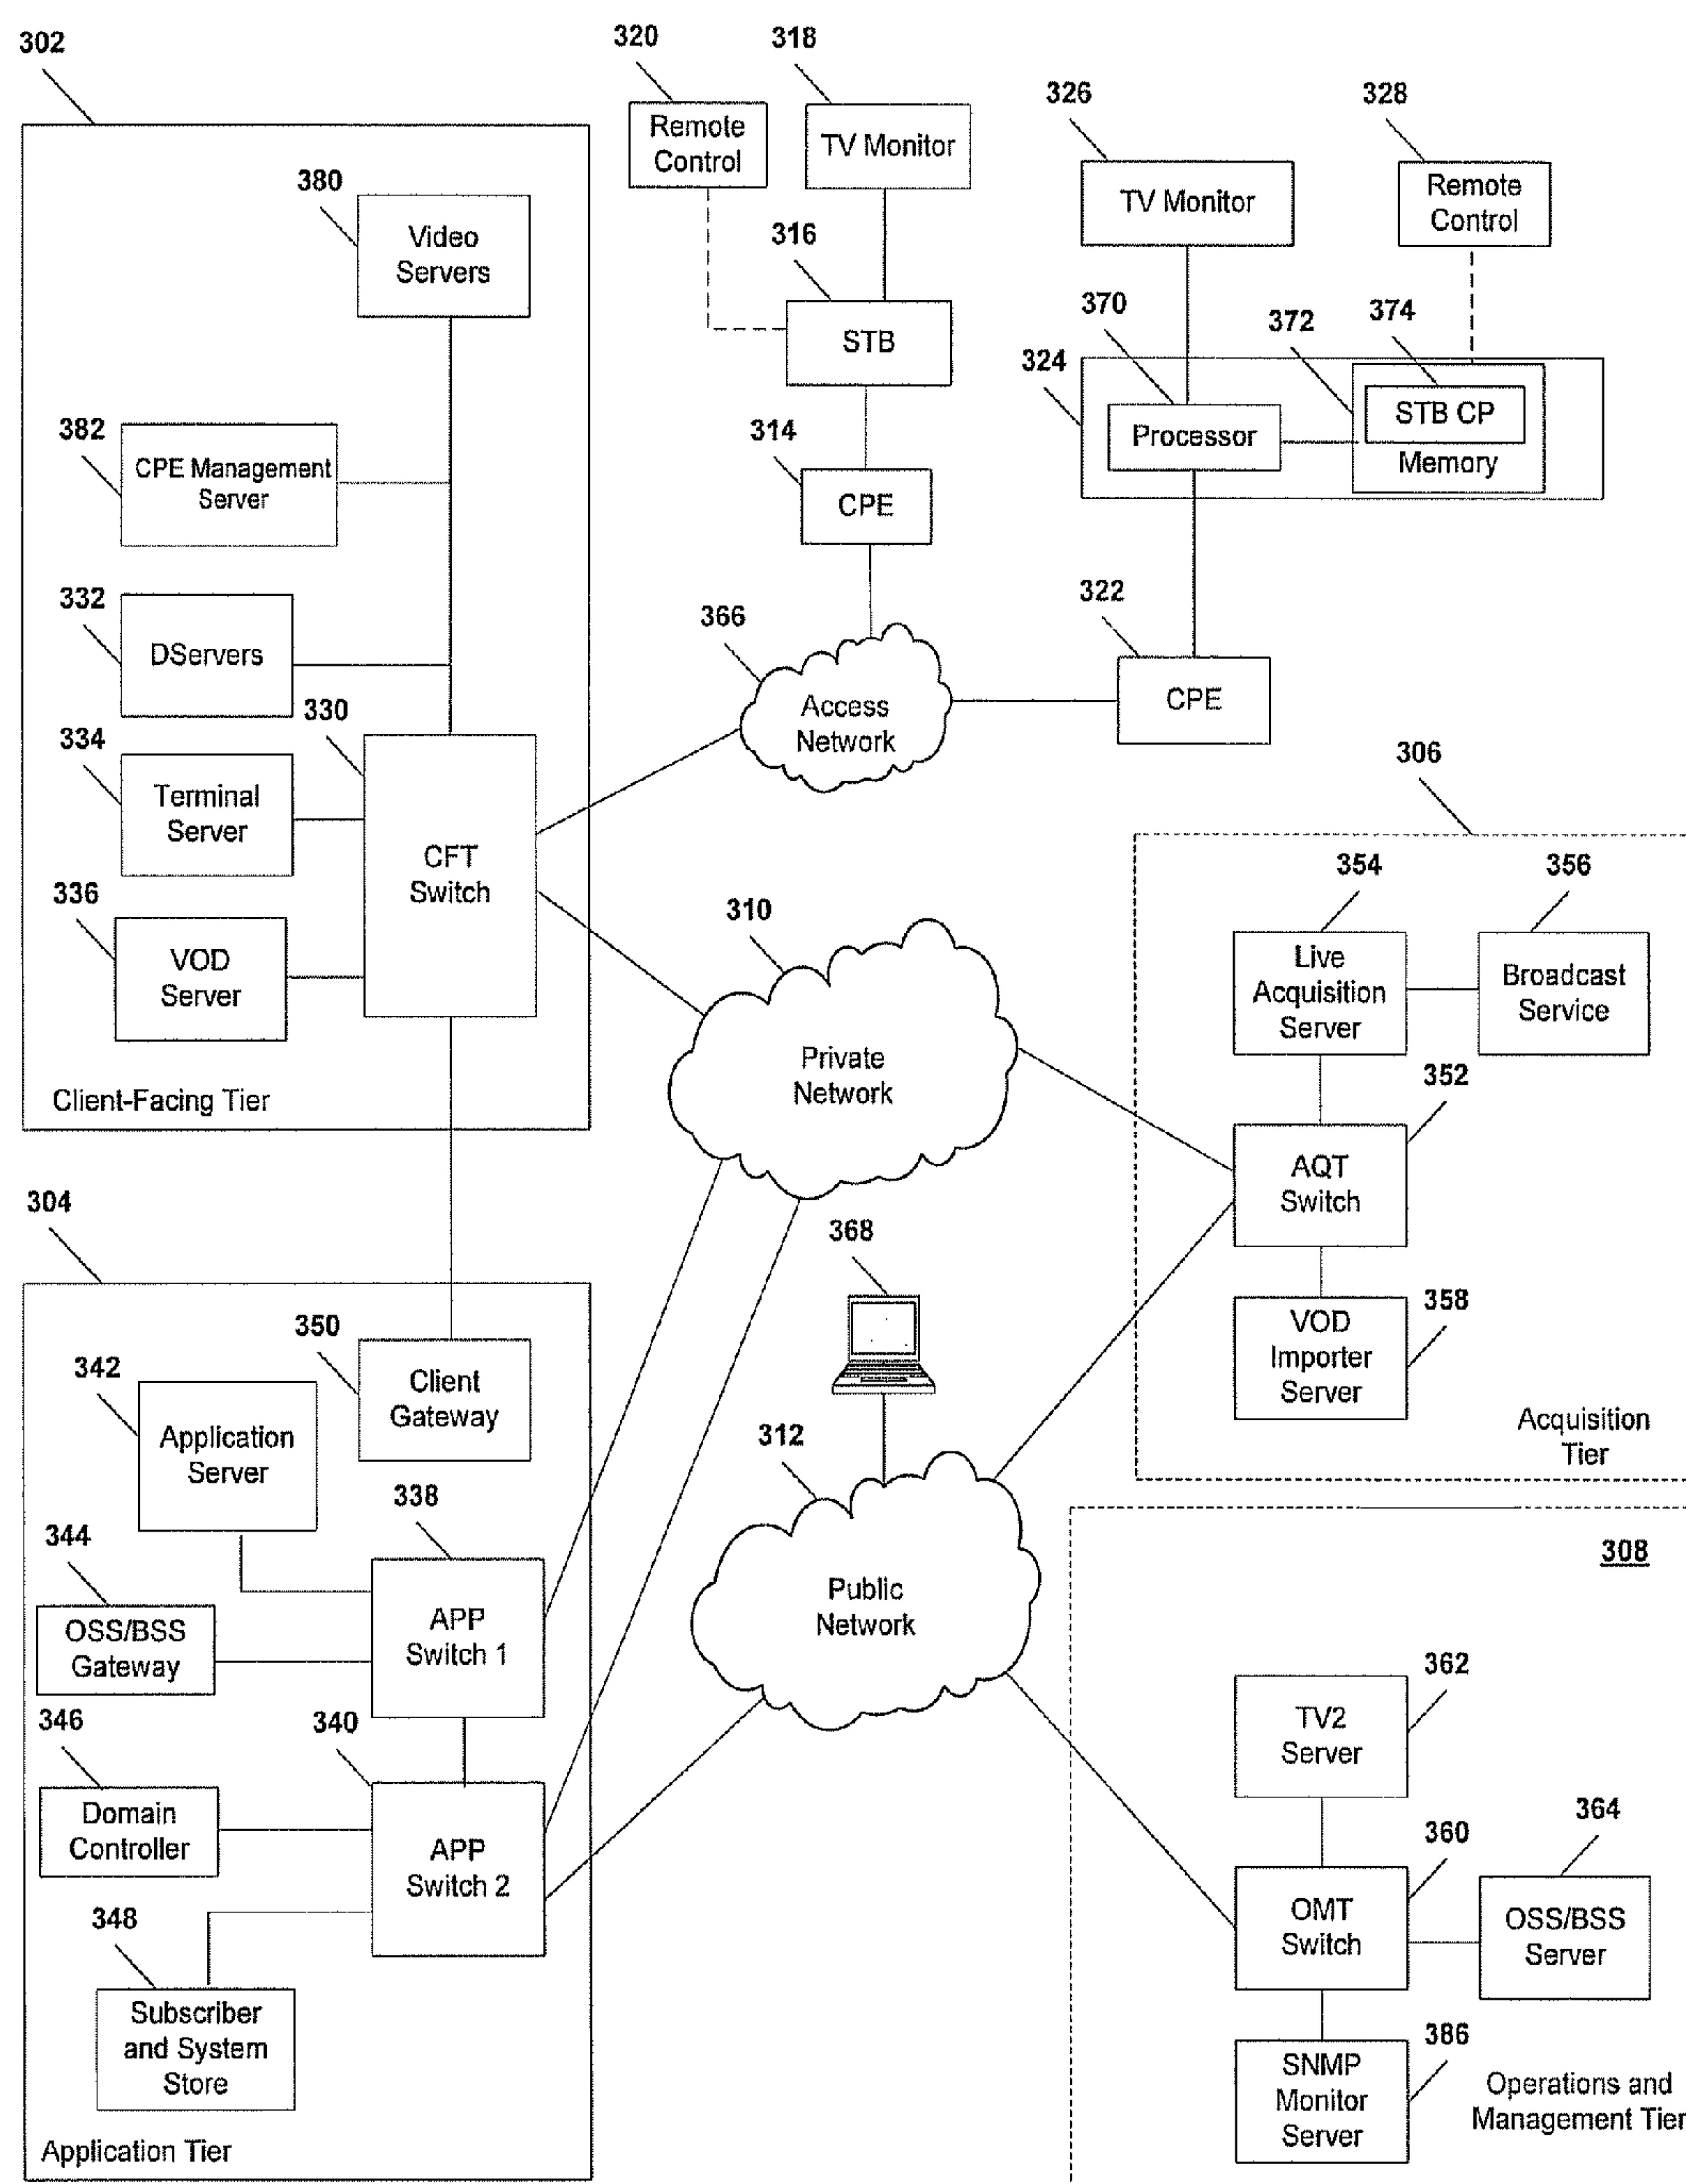 302
320
318
326
328
Remote
Control
TV Monitor
TV Monitor
Remote
Control
380
Video
Servers
316
STB
370
372
374
324
Processor
STB CP
Memory
382
CPE Management
Server
314
CPE
332
DServers
366
Access
Network
322
CPE
330
334
Terminal
Server
CFT
Switch
336
VOD
Server
Client-Facing Tier
310
Private
Network
306
354
356
Live
Acquisition
Server
Broadcast
Service
352
AQT
Switch
358
VOD
Importer
Server
Acquisition
Tier
304
350
Client
Gateway
342
Application
Server
368
312
Public
Network
338
344
OSS/BSS
Gateway
APP
Switch 1
346
340
Domain
Controller
APP
Switch 2
348
Subscriber
and System
Store
Application Tier
308
362
TV2
Server
360
364
OMT
Switch
OSS/BSS
Server
386
SNMP
Monitor
Server
Operations and
Management Tier